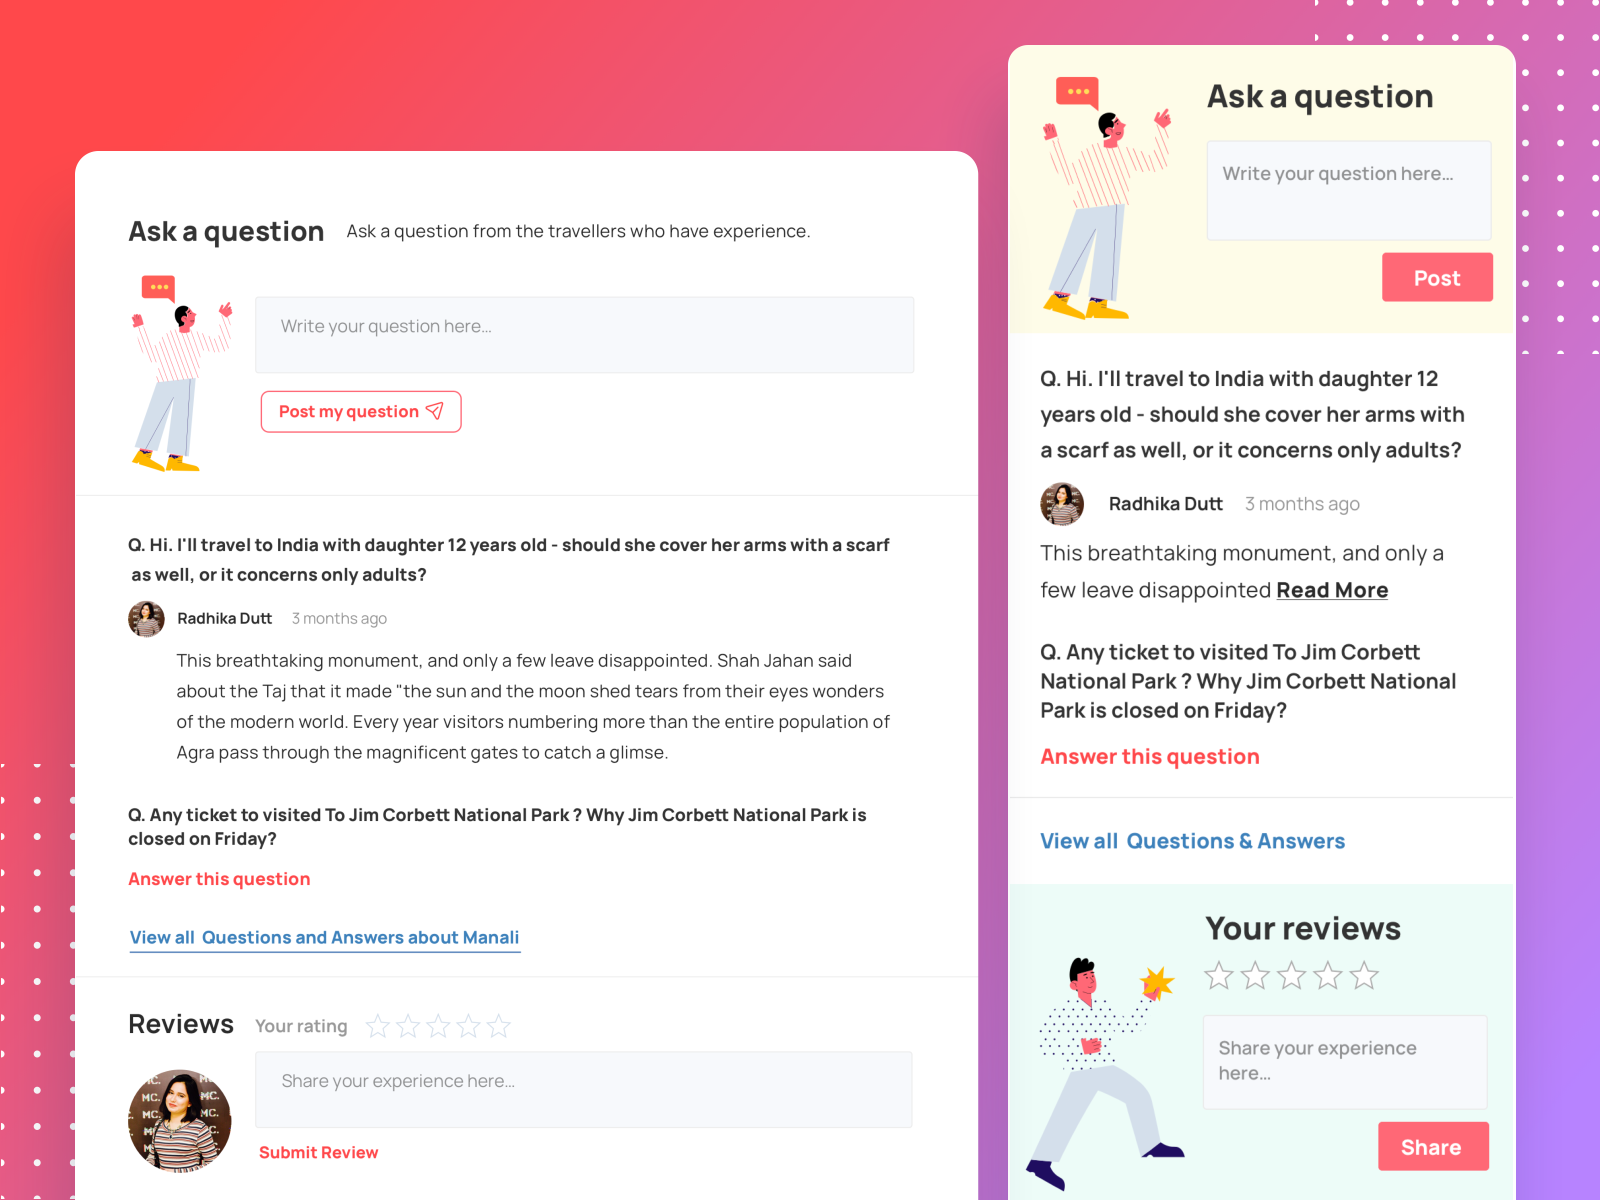 Ask a question
Ask a question from the travellers who have experience.
Write your question here...
Post my question
Q. Hi. I'll travel to India with daughter 12 years old - should she cover her arms with a scarf
as well, or it concerns only adults?
Radhika Dutt
3 months ago
This breathtaking monument, and only a few leave disappointed. Shah Jahan said
about the Taj that it made "the sun and the moon shed tears from their eyes wonders
of the modern world. Every year visitors numbering more than the entire population of
Agra pass through the magnificent gates to catch a glimse.
Q. Any ticket to visited To Jim Corbett National Park ? Why Jim Corbett National Park is
closed on Friday?
Answer this question
View all Questions and Answers about Manali
Reviews
Your rating
Share your experience here...
MC.
MC.
MC.
MC.
Submit Review
Ask a question
Write your question here...
Post
Q. Hi. I'll travel to India with daughter 12
years old - should she cover her arms with
a scarf as well, or it concerns only adults?
Radhika Dutt
3 months ago
This breathtaking monument, and only a
few leave disappointed Read More
Q. Any ticket to visited To Jim Corbett
National Park ? Why Jim Corbett National
Park is closed on Friday?
Answer this question
View all Questions & Answers
Your reviews
Share your experience
here...
Share